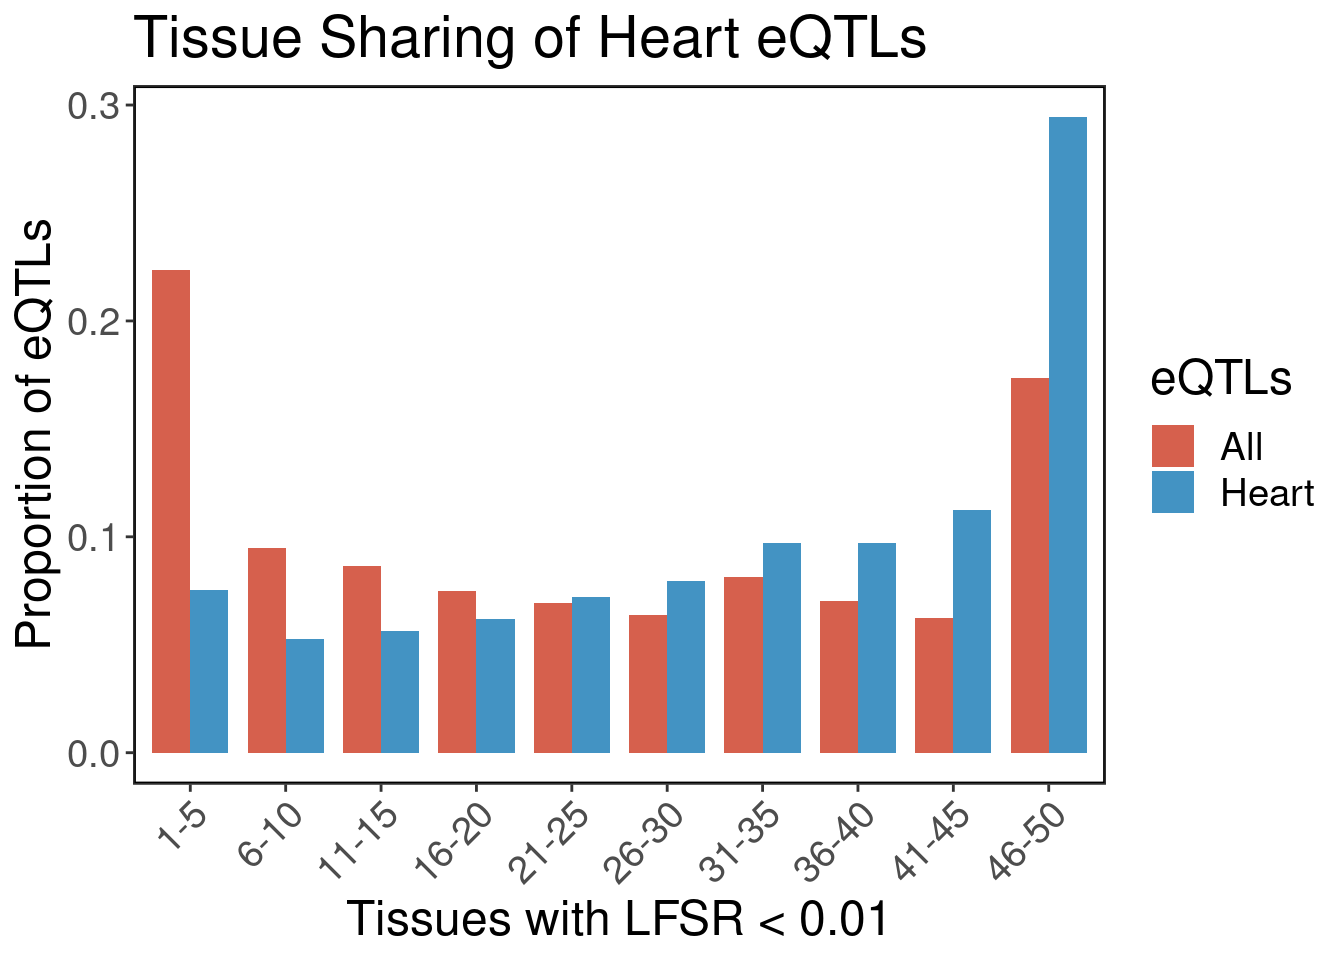 Tissue Sharing of Heart eQTLs
Proportion of eQTLs
0.3
0.2
0.1
0.0
1-5
6-10
11-15
16-20
21-25
26-30
31-35
36-40
41-45
46-50
Tissues with LFSR < 0.01
eQTLs
All
Heart